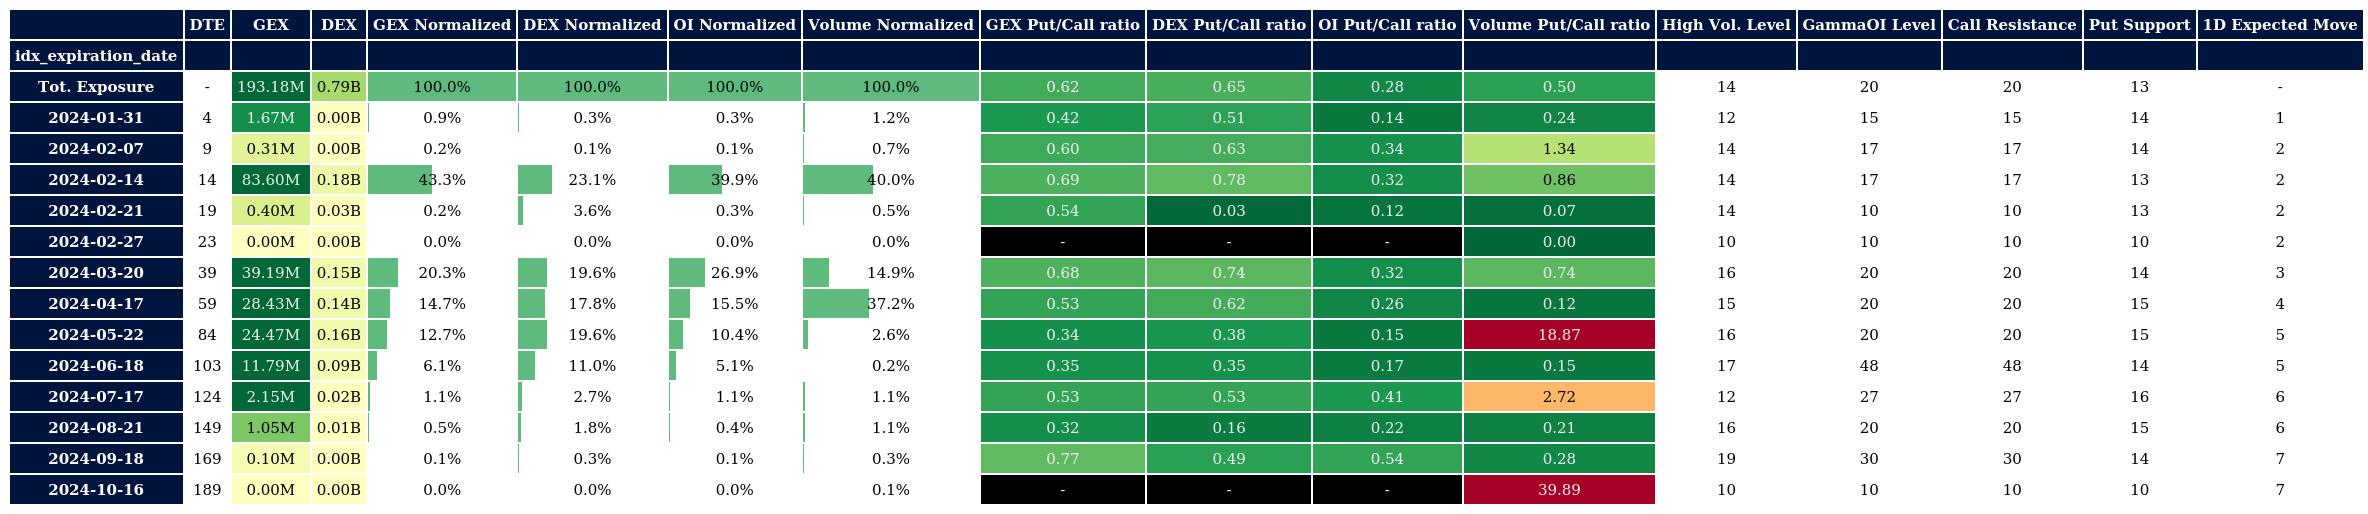 DTE GEX DEX GEX Normalized DEX Normalized OI Normalized Volume Normalized GEX Put/Call ratio DEX Put/Call ratio OI Put/Call ratio Volume Put/Call ratio High Vol. Level GammaOI Level Call Resistance Put Support 1D Expected Move
idx_expiration_date
Tot. Exposure - 193.18M 0.79B 100.0% 100.0% 100.0% 100.0% 0.62 0.65 0.28 0.50 14 20 20 13 -
2024-01-31 4 1.67M 0.00B 0.9% 0.3% 0.3% 1.2% 0.42 0.51 0.14 0.24 12 15 15 14 1
2024-02-07 9 0.31M 0.00B 0.2% 0.1% 0.1% 0.7% 0.60 0.63 0.34 1.34 14 17 17 14 2
2024-02-14 14 83.60M 0.18B 43.3% 23.1% 39.9% 40.0% 0.69 0.78 0.32 0.86 14 17 17 13 2
2024-02-21 19 0.40M 0.03B 0.2% 3.6% 0.3% 0.5% 0.54 0.03 0.12 0.07 14 10 10 13 2
2024-02-27 23 0.00M 0.00B 0.0% 0.0% 0.0% 0.0% - - - 0.00 10 10 10 10 2
2024-03-20 39 39.19M 0.15B 20.3% 19.6% 26.9% 14.9% 0.68 0.74 0.32 0.74 16 20 20 14 3
2024-04-17 59 28.43M 0.14B 14.7% 17.8% 15.5% 37.2% 0.53 0.62 0.26 0.12 15 20 20 15 4
2024-05-22 84 24.47M 0.16B 12.7% 19.6% 10.4% 2.6% 0.34 0.38 0.15 18.87 16 20 20 15 5
2024-06-18 103 11.79M 0.09B 6.1% 11.0% 5.1% 0.2% 0.35 0.35 0.17 0.15 17 48 48 14 5
2024-07-17 124 2.15M 0.02B 1.1% 2.7% 1.1% 1.1% 0.53 0.53 0.41 2.72 12 27 27 16 6
2024-08-21 149 1.05M 0.01B 0.5% 1.8% 0.4% 1.1% 0.32 0.16 0.22 0.21 16 20 20 15 6
2024-09-18 169 0.10M 0.00B 0.1% 0.3% 0.1% 0.3% 0.77 0.49 0.54 0.28 19 30 30 14 7
2024-10-16 189 0.00M 0.00B 0.0% 0.0% 0.0% 0.1% - - - 39.89 10 10 10 10 7